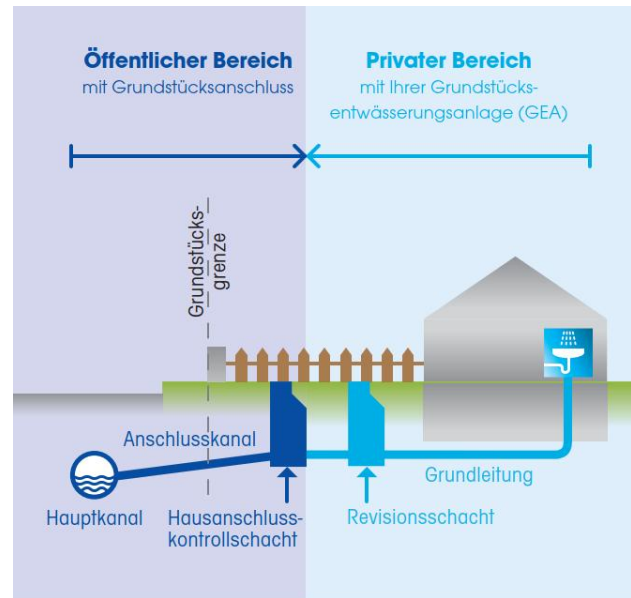 Öffentlicher Bereich
mit Grundstücksanschluss
Privater Bereich
mit Ihrer Grundstücks-
entwässerungsanlage (GEA)
Grundstücks-
grenze
Anschlusskanal
Hauptkanal
Hausanschluss-
kontrollschacht
Revisionsschacht
Grundleitung